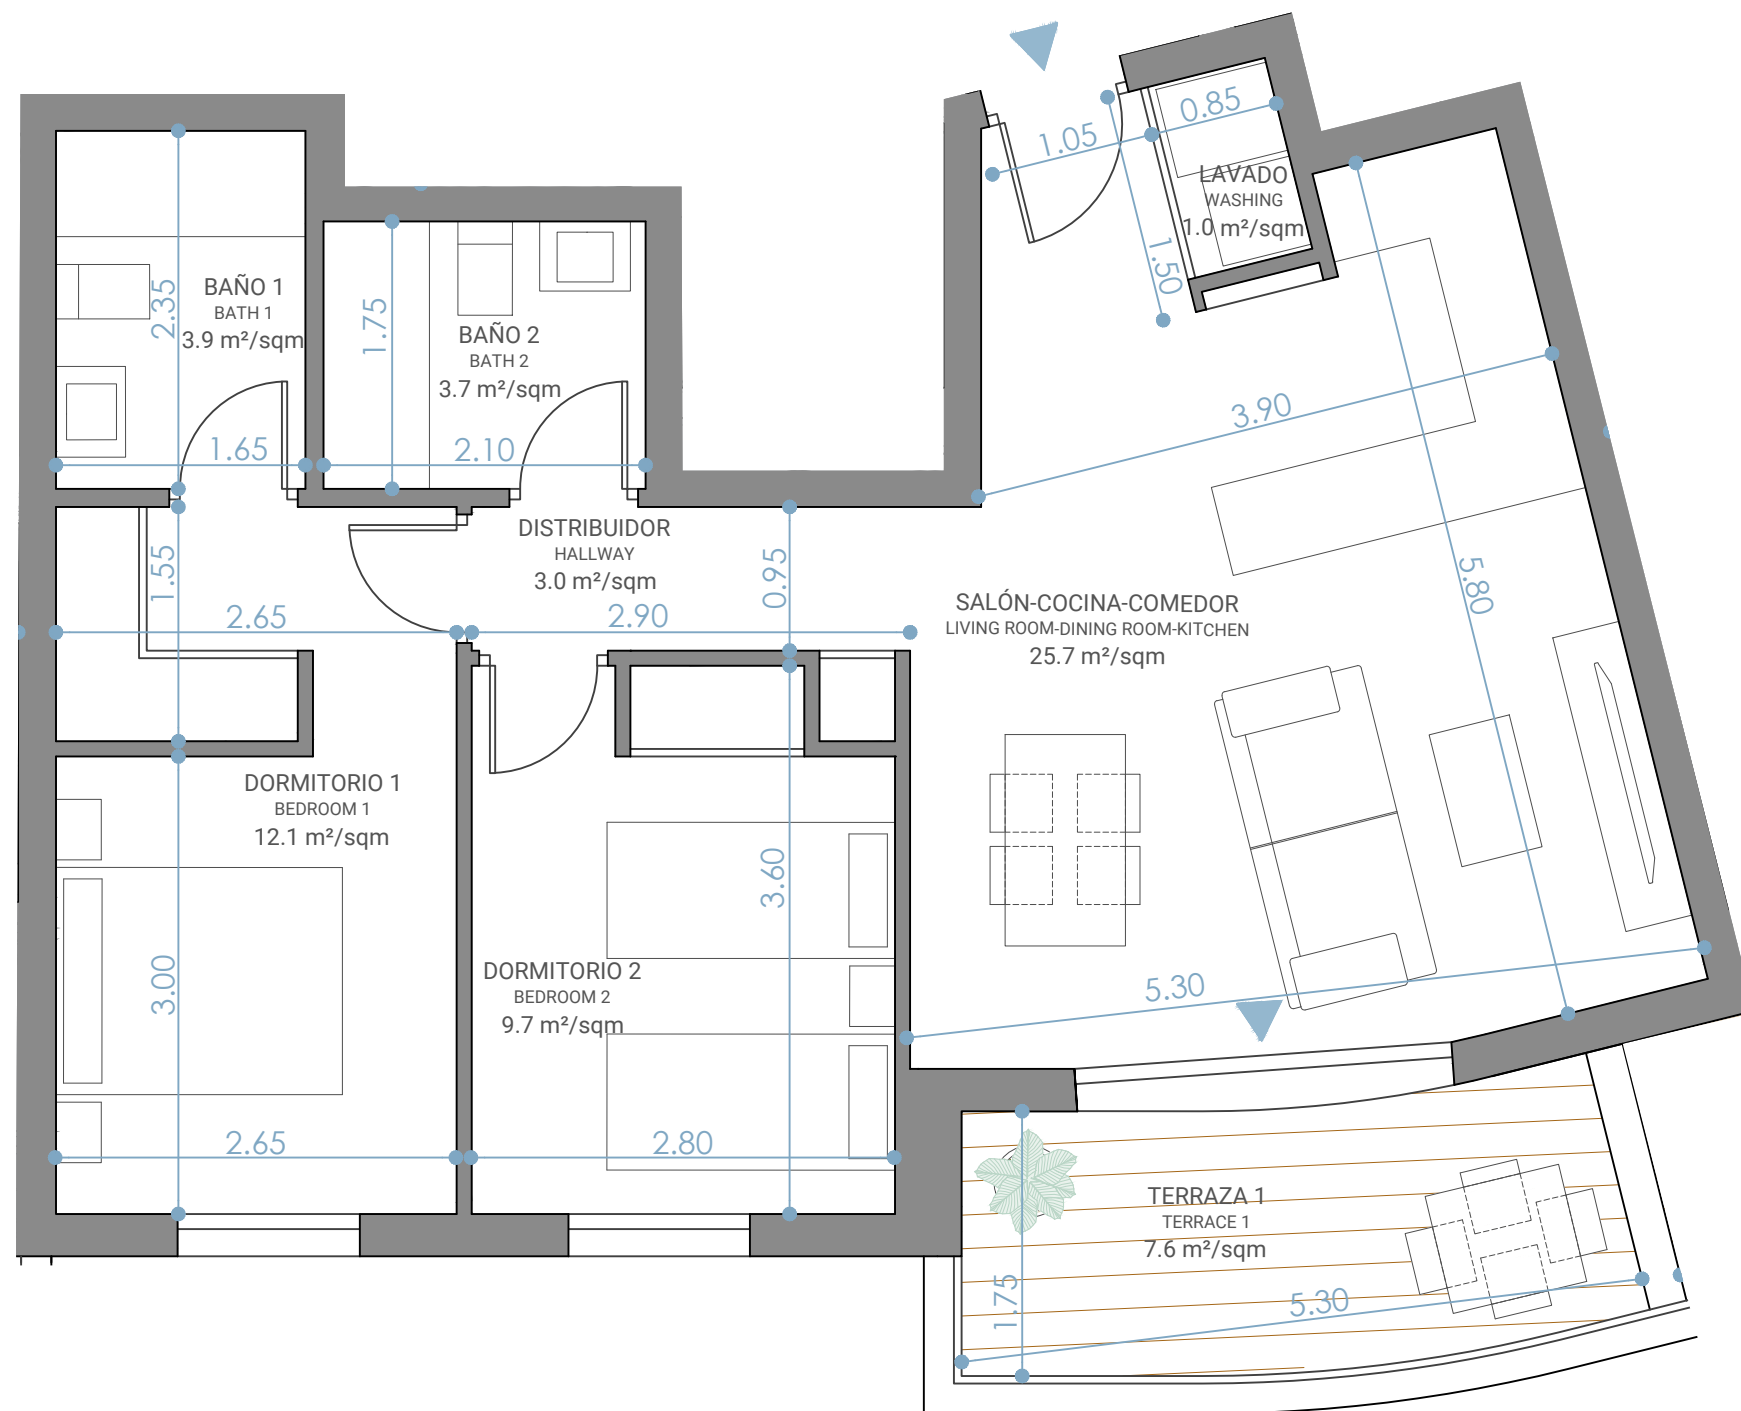 0.85
1.05
LAVADO
WASHING
1.0 m²/sqm
1.50
BAÑO 1
BATH 1
3.9 m²/sqm
2.35
1.75
BAÑO 2
BATH 2
3.7 m²/sqm
1.65
2.10
3.90
DISTRIBUIDOR
HALLWAY
3.0 m²/sqm
1.55
0.95
5.80
2.65
2.90
SALÓN-COCINA-COMEDOR
LIVING ROOM-DINING ROOM-KITCHEN
25.7 m²/sqm
DORMITORIO 1
BEDROOM 1
12.1 m²/sqm
3.60
3.00
DORMITORIO 2
BEDROOM 2
9.7 m²/sqm
5.30
2.65
2.80
TERRAZA 1
TERRACE 1
7.6 m²/sqm
1.75
5.30